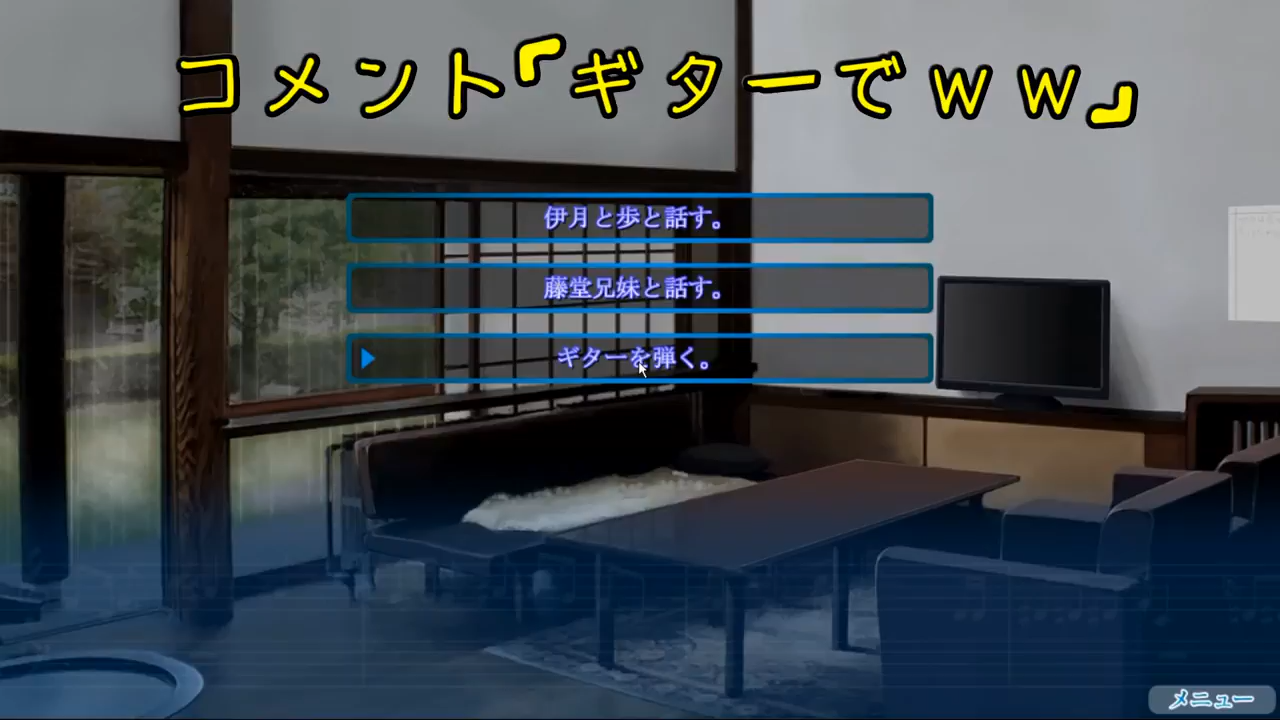 コメント『ギターでｗｗ』
伊月と歩と話す。
藤堂兄妹と話す。
ギターを弾く。
メニュー